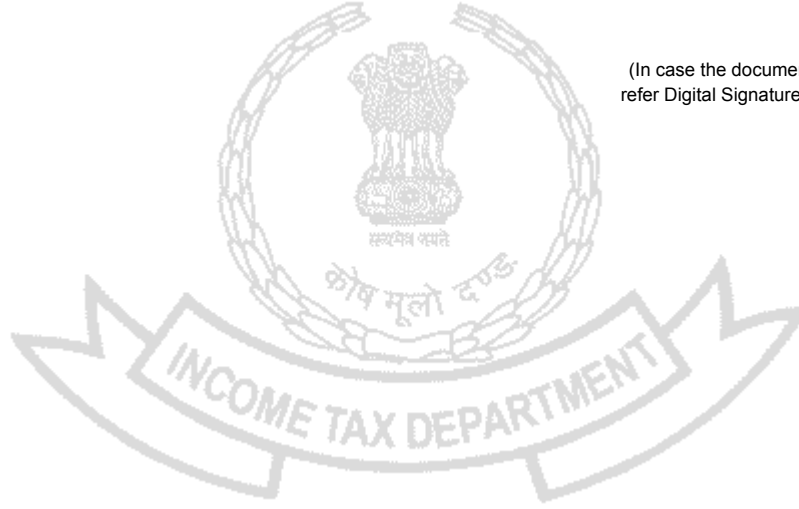 (In case the docume
refer Digital Signature
सत्यमेव जयते
कोष मूलो दण्ड
INCOME TAX DEPARTMENT